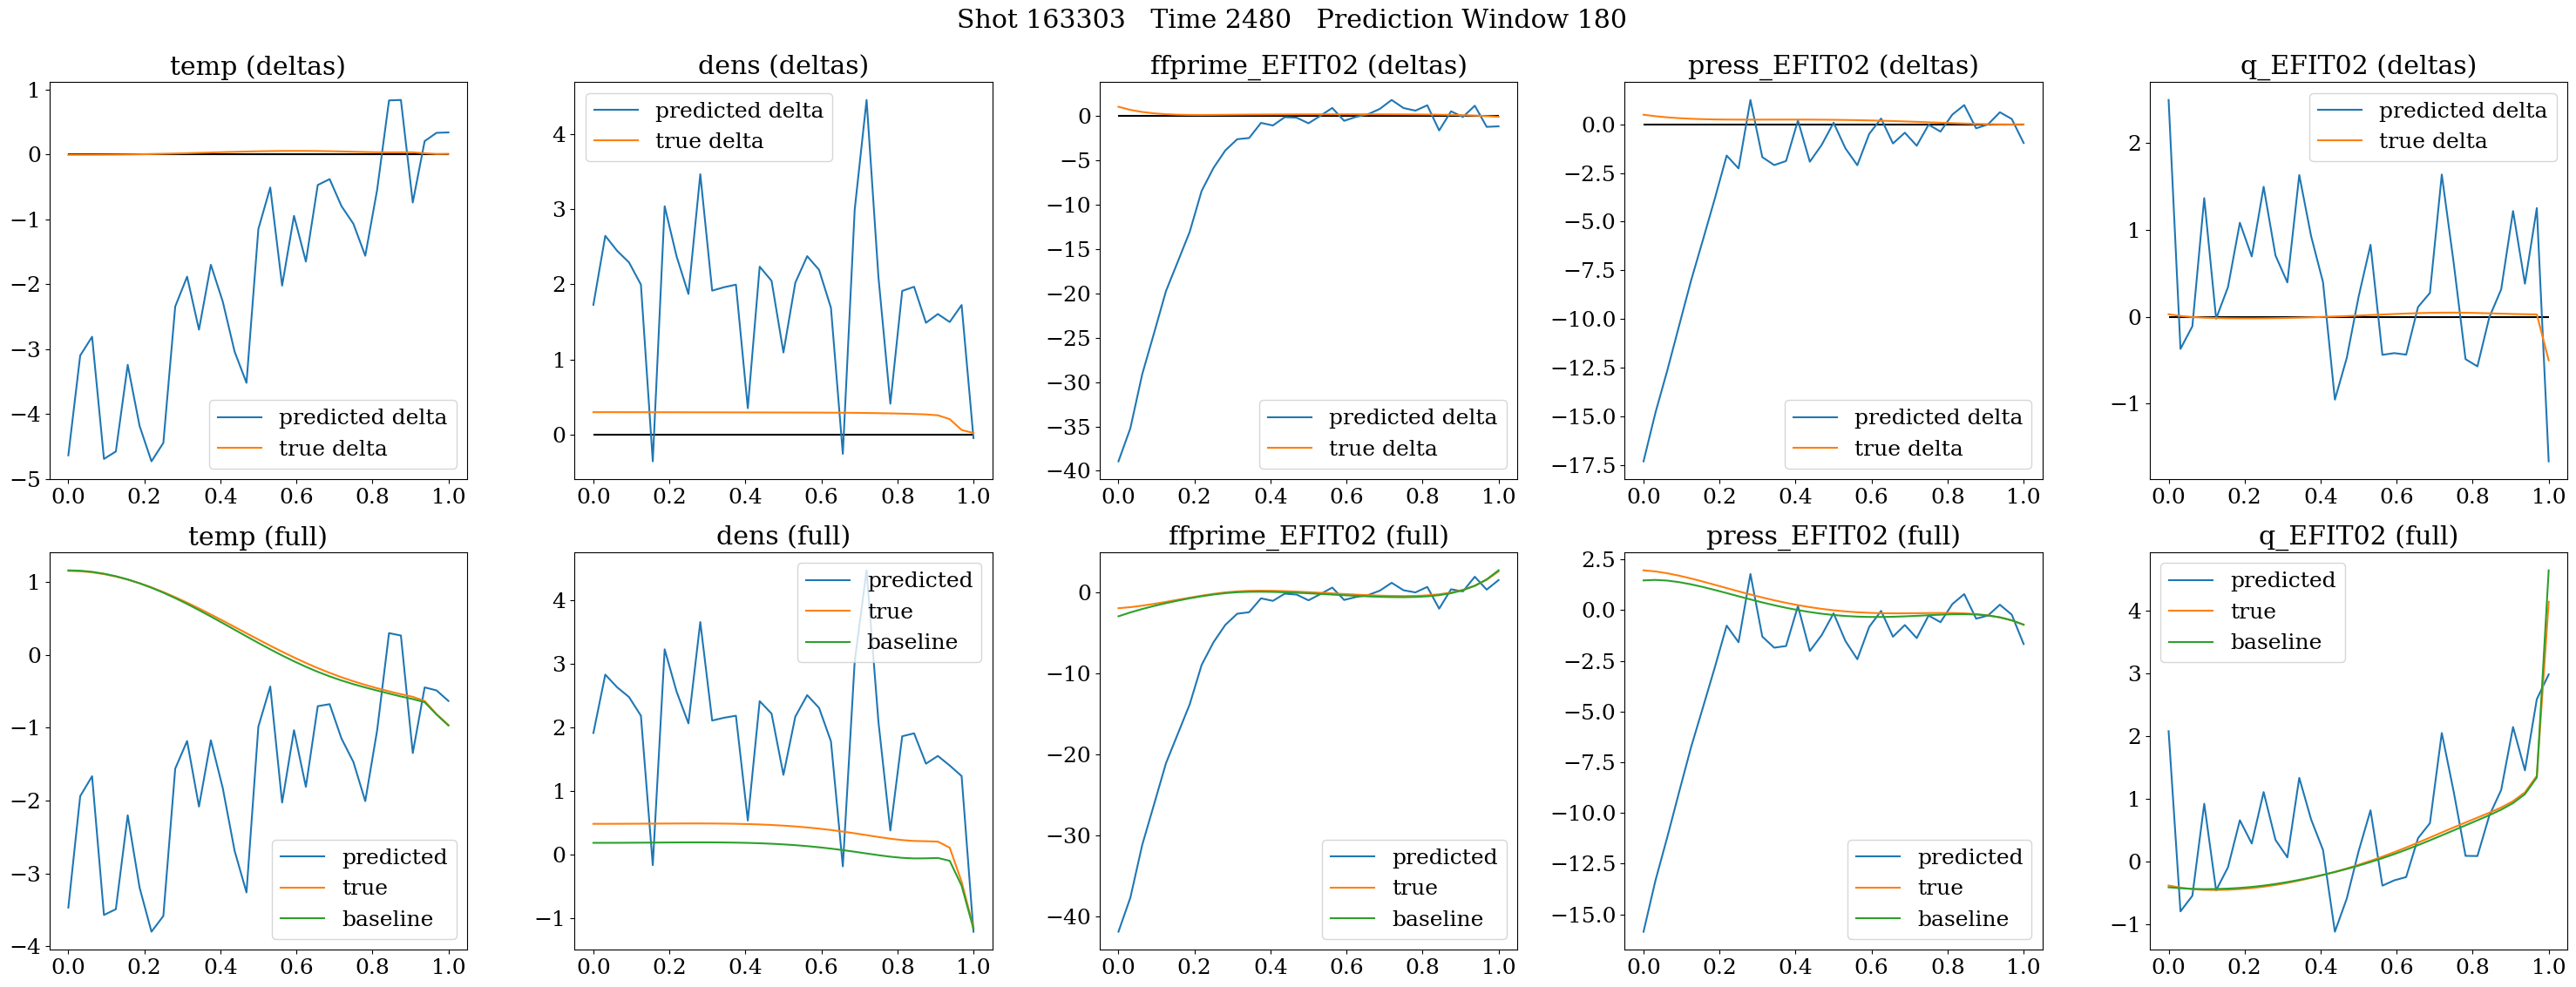 Shot 163303   Time 2480   Prediction Window 180
temp (deltas)
1
0
−1
−2
−3
−4
−5
0.0 0.2 0.4 0.6 0.8 1.0
predicted delta
true delta
dens (deltas)
4
3
2
1
0
0.0 0.2 0.4 0.6 0.8 1.0
predicted delta
true delta
ffprime_EFIT02 (deltas)
0
−5
−10
−15
−20
−25
−30
−35
−40
0.0 0.2 0.4 0.6 0.8 1.0
predicted delta
true delta
press_EFIT02 (deltas)
0.0
−2.5
−5.0
−7.5
−10.0
−12.5
−15.0
−17.5
0.0 0.2 0.4 0.6 0.8 1.0
predicted delta
true delta
q_EFIT02 (deltas)
2
1
0
−1
0.0 0.2 0.4 0.6 0.8 1.0
predicted delta
true delta
temp (full)
1
0
−1
−2
−3
−4
0.0 0.2 0.4 0.6 0.8 1.0
predicted
true
baseline
dens (full)
4
3
2
1
0
−1
0.0 0.2 0.4 0.6 0.8 1.0
predicted
true
baseline
ffprime_EFIT02 (full)
0
−10
−20
−30
−40
0.0 0.2 0.4 0.6 0.8 1.0
predicted
true
baseline
press_EFIT02 (full)
2.5
0.0
−2.5
−5.0
−7.5
−10.0
−12.5
−15.0
0.0 0.2 0.4 0.6 0.8 1.0
predicted
true
baseline
q_EFIT02 (full)
4
3
2
1
0
−1
0.0 0.2 0.4 0.6 0.8 1.0
predicted
true
baseline